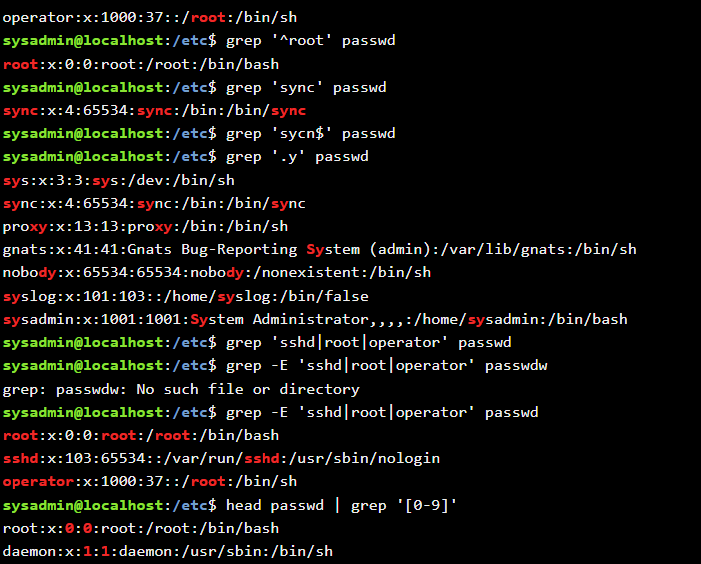 operator:x:1000:37::/root:/bin/sh
sysadmin@localhost:/etc$ grep '^root' passwd
root:x:0:0:root:/root:/bin/bash
sysadmin@localhost:/etc$ grep 'sync' passwd
sync:x:4:65534:sync:/bin:/bin/sync
sysadmin@localhost:/etc$ grep 'sycn$' passwd
sysadmin@localhost:/etc$ grep '.y' passwd
sys:x:3:3:sys:/dev:/bin/sh
sync:x:4:65534:sync:/bin:/bin/sync
proxy:x:13:13:proxy:/bin:/bin/sh
gnats:x:41:41:Gnats Bug-Reporting System (admin):/var/lib/gnats:/bin/sh
nobody:x:65534:65534:nobody:/nonexistent:/bin/sh
syslog:x:101:103::/home/syslog:/bin/false
sysadmin:x:1001:1001:System Administrator,,,,:/home/sysadmin:/bin/bash
sysadmin@localhost:/etc$ grep 'sshd|root|operator' passwd
sysadmin@localhost:/etc$ grep -E 'sshd|root|operator' passwdw
grep: passwdw: No such file or directory
sysadmin@localhost:/etc$ grep -E 'sshd|root|operator' passwd
root:x:0:0:root:/root:/bin/bash
sshd:x:103:65534::/var/run/sshd:/usr/sbin/nologin
operator:x:1000:37::/root:/bin/sh
sysadmin@localhost:/etc$ head passwd | grep '[0-9]'
root:x:0:0:root:/root:/bin/bash
daemon:x:1:1:daemon:/usr/sbin:/bin/sh